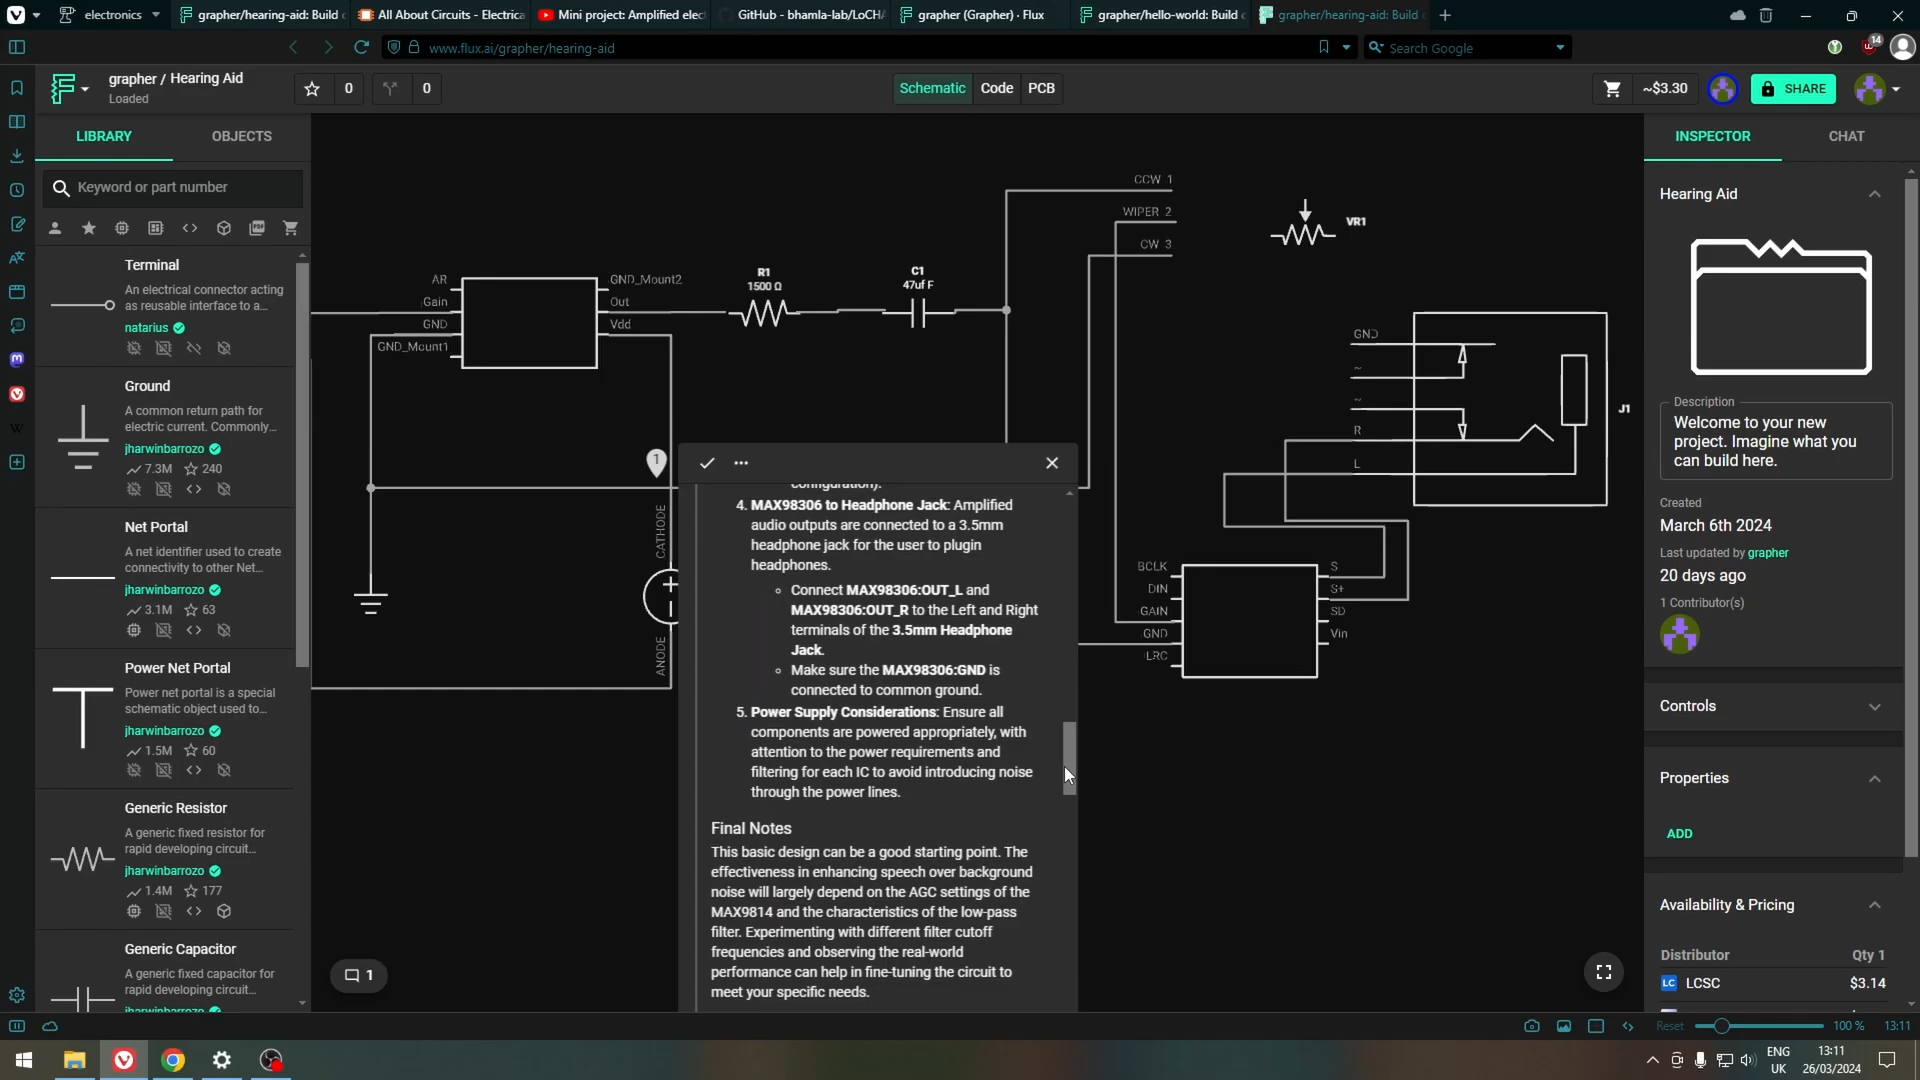 electronics
grapher/hearing-aid: Build
All About Circuits - Electrica
Mini project: Amplified elec
GitHub - bhamla-lab/LoCHA
grapher (Grapher) · Flux
grapher/hello-world: Build
grapher/hearing-aid: Build
www.flux.ai/grapher/hearing-aid
Search Google
14
grapher / Hearing Aid
Loaded
0
0
Schematic
Code
PCB
~$3.30
SHARE
LIBRARY
OBJECTS
INSPECTOR
CHAT
Keyword or part number
Terminal
An electrical connector acting
as reusable interface to a...
natarius
Ground
A common return path for
electric current. Commonly...
jharwinbarrozo
7.3M
240
Net Portal
A net identifier used to create
connectivity to other Net...
jharwinbarrozo
3.1M
63
Power Net Portal
Power net portal is a special
schematic object used to...
jharwinbarrozo
1.5M
60
Generic Resistor
A generic fixed resistor for
rapid developing circuit...
jharwinbarrozo
1.4M
177
Generic Capacitor
A generic fixed capacitor for
rapid developing circuit...
jharwinbarrozo
AR
Gain
GND
GND_Mount1
GND_Mount2
Out
Vdd
R1
1500 Ω
C1
47uf F
CCW 1
WIPER 2
CW 3
VR1
GND
~
~
R
L
J1
1
CATHODE
ANODE
BCLK
DIN
GAIN
GND
LRC
S
S+
SD
Vin
configuration).
4. MAX98306 to Headphone Jack: Amplified
audio outputs are connected to a 3.5mm
headphone jack for the user to plugin
headphones.
Connect MAX98306:OUT_L and
MAX98306:OUT_R to the Left and Right
terminals of the 3.5mm Headphone
Jack.
Make sure the MAX98306:GND is
connected to common ground.
5. Power Supply Considerations: Ensure all
components are powered appropriately, with
attention to the power requirements and
filtering for each IC to avoid introducing noise
through the power lines.
Final Notes
This basic design can be a good starting point. The
effectiveness in enhancing speech over background
noise will largely depend on the AGC settings of the
MAX9814 and the characteristics of the low-pass
filter. Experimenting with different filter cutoff
frequencies and observing the real-world
performance can help in fine-tuning the circuit to
meet your specific needs.
1
Hearing Aid
Description
Welcome to your new
project. Imagine what you
can build here.
Created
March 6th 2024
Last updated by grapher
20 days ago
1 Contributor(s)
Controls
Properties
ADD
Availability & Pricing
Distributor
Qty 1
LC LCSC
$3.14
Reset
100 %
13:11
ENG
UK
13:11
26/03/2024